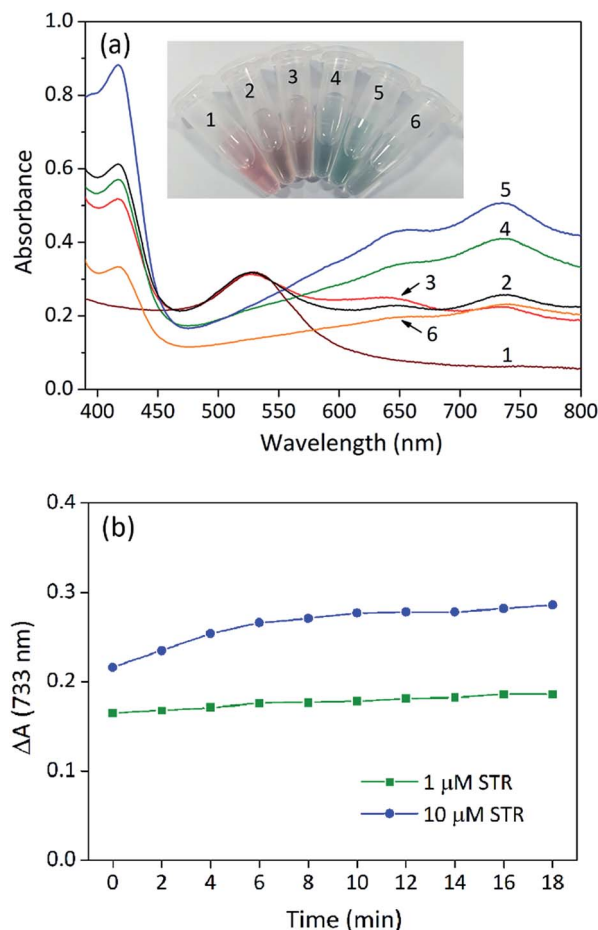 (a)
1.0
0.8
0.6
0.4
0.2
0.0
Absorbance
1 2 3 4 5 6
5
4
3
2
6
1
400 450 500 550 600 650 700 750 800
Wavelength (nm)
(b)
0.4
0.3
0.2
0.1
0.0
ΔA (733 nm)
1 μM STR
10 μM STR
0 2 4 6 8 10 12 14 16 18
Time (min)